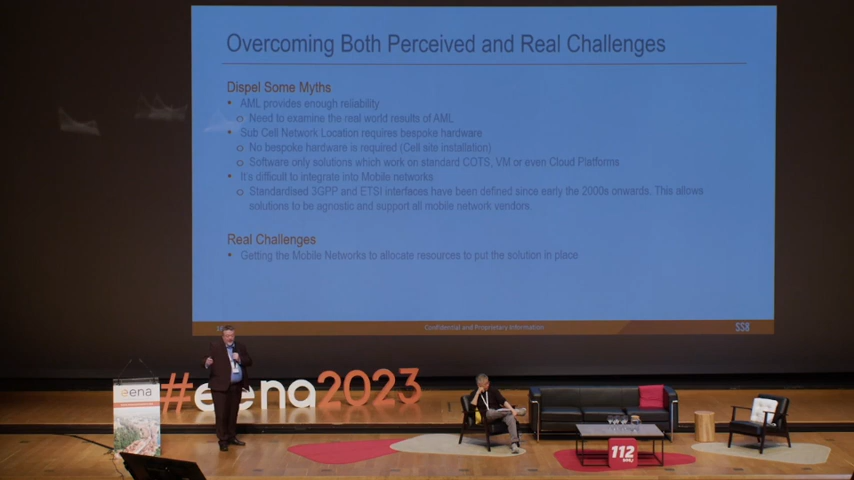 Overcoming Both Perceived and Real Challenges
Dispel Some Myths
• AML provides enough reliability
o Need to examine the real world results of AML
• Sub Cell Network Location requires bespoke hardware
o No bespoke hardware is required (Cell site installation)
o Software only solutions which work on standard COTS, VM or even Cloud Platforms
• It's difficult to integrate into Mobile networks
o Standardised 3GPP and ETSI interfaces have been defined since early the 2000s onwards. This allows
solutions to be agnostic and support all mobile network vendors.
Real Challenges
• Getting the Mobile Networks to allocate resources to put the solution in place
Confidential and Proprietary Information
SS8
#eena2023
eena
112